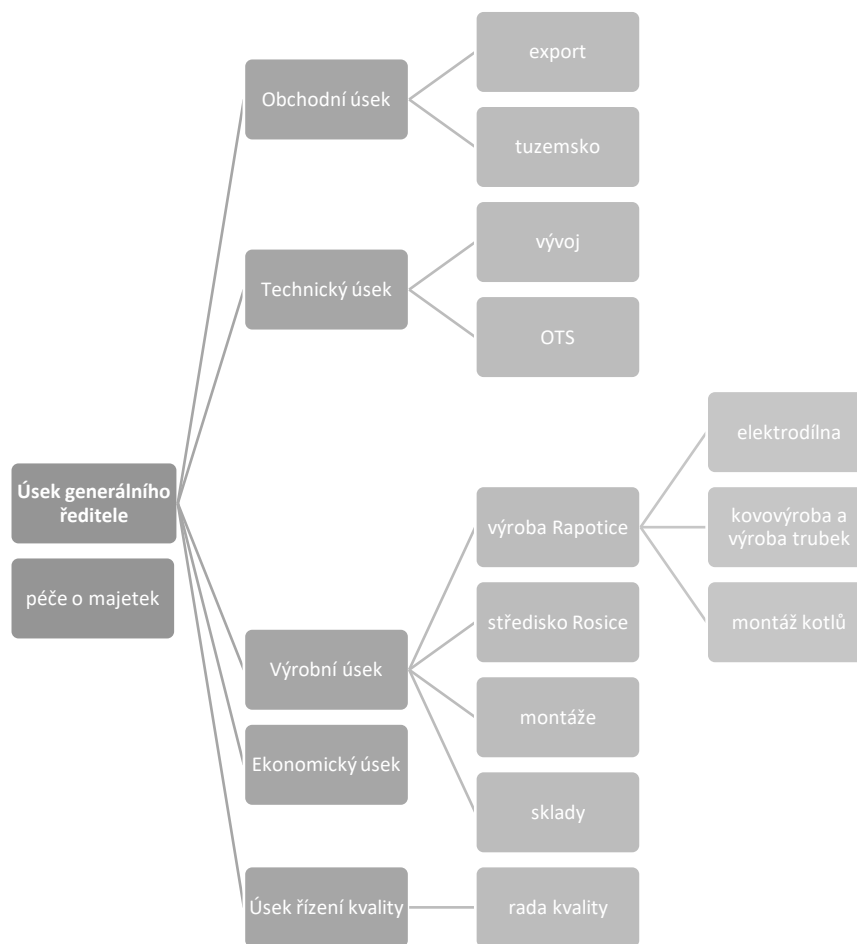 Úsek generálního
ředitele
péče o majetek
Obchodní úsek
export
tuzemsko
Technický úsek
vývoj
OTS
Výrobní úsek
výroba Rapotice
elektrodílna
kovovýroba a
výroba trubek
montáž kotlů
středisko Rosice
montáže
sklady
Ekonomický úsek
Úsek řízení kvality
rada kvality